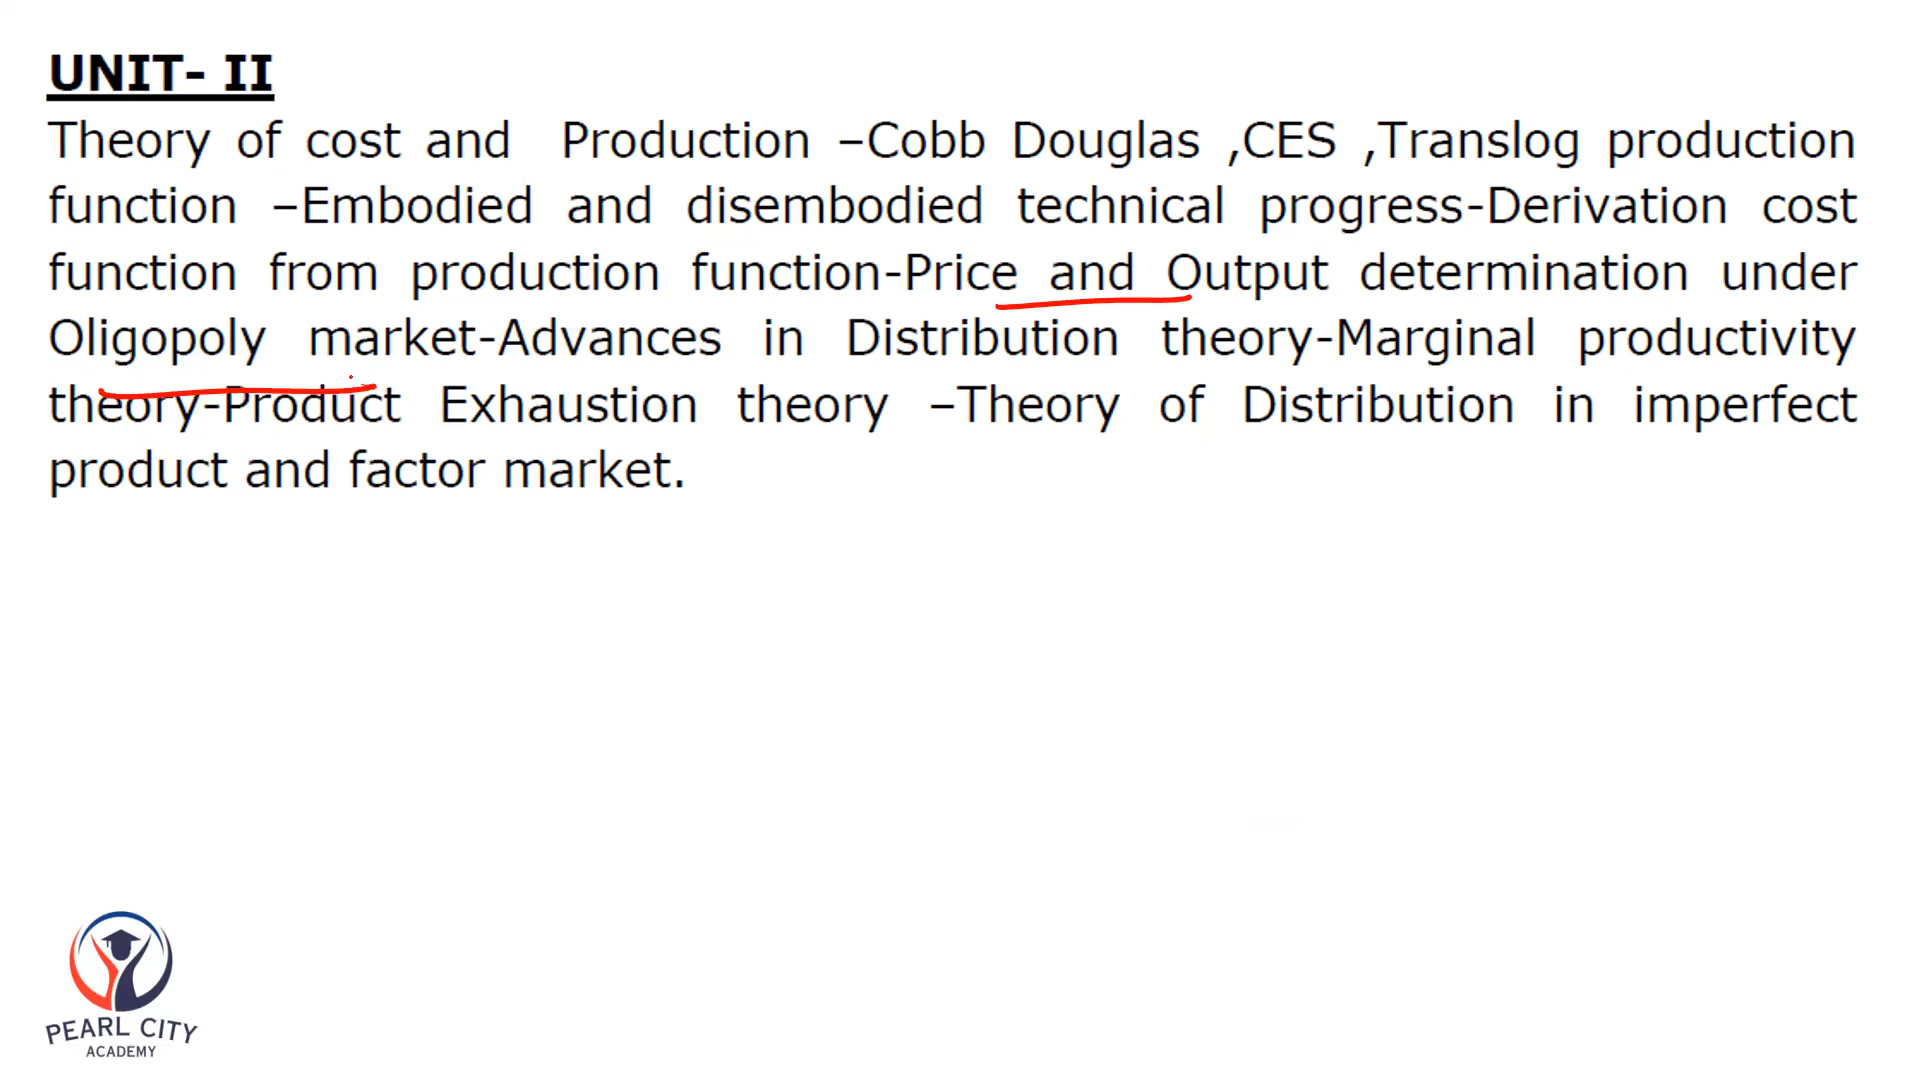 UNIT- II
Theory of cost and Production –Cobb Douglas ,CES ,Translog production
function –Embodied and disembodied technical progress-Derivation cost
function from production function-Price and Output determination under
Oligopoly market-Advances in Distribution theory-Marginal productivity
theory-Product Exhaustion theory –Theory of Distribution in imperfect
product and factor market.
PEARL CITY
ACADEMY